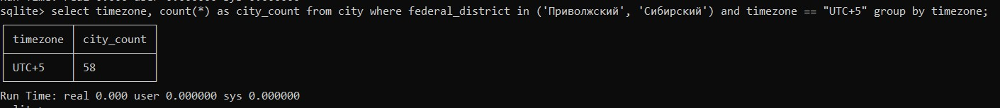 sqlite> select timezone, count(*) as city_count from city where federal_district in ('Приволжский', 'Сибирский') and timezone == "UTC+5" group by timezone;
timezone city_count
UTC+5 58
Run Time: real 0.000 user 0.000000 sys 0.000000